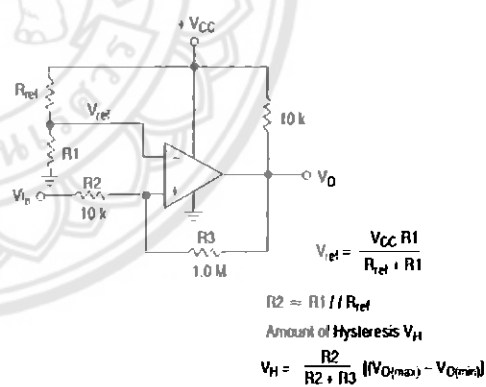 + VCC
Rref
Vref
10 k
R1
Vin
R2
10 k
−
+
VO
R3
1.0 M
Vref = VCC R1 / Rref + R1
R2 ≈ R1 // Rref
Amount of Hysteresis VH
VH = R2 / R2 + R3 [(VO(max) − VO(min)]